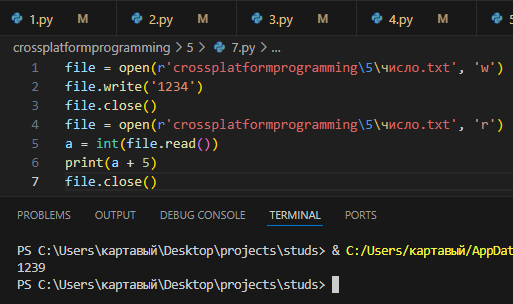 1.py M 2.py M 3.py M 4.py M
crossplatformprogramming > 5 > 7.py > ...
1 file = open(r'crossplatformprogramming\5\число.txt', 'w')
2 file.write('1234')
3 file.close()
4 file = open(r'crossplatformprogramming\5\число.txt', 'r')
5 a = int(file.read())
6 print(a + 5)
7 file.close()
PROBLEMS OUTPUT DEBUG CONSOLE TERMINAL PORTS
PS C:\Users\картавый\Desktop\projects\studs> & C:/Users/картавый/AppDat
1239
PS C:\Users\картавый\Desktop\projects\studs>